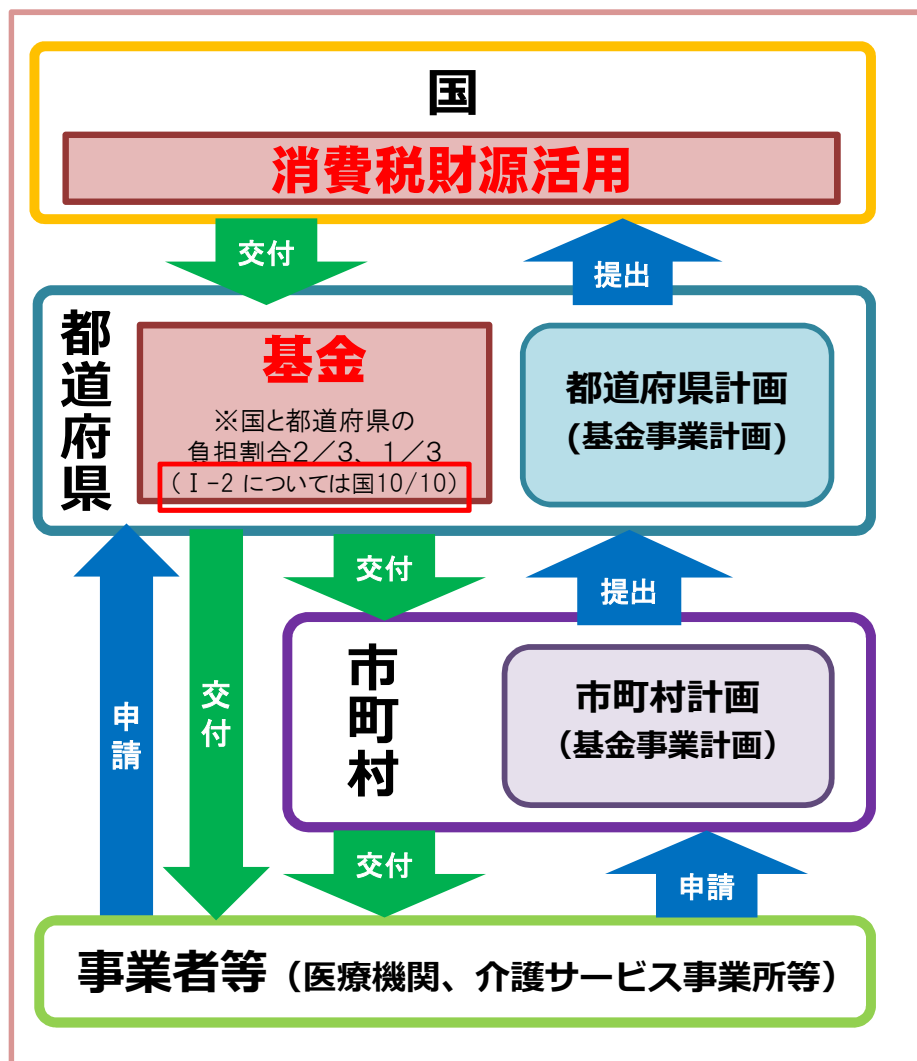 国
消費税財源活用
交付
提出
都道府県
基金
※国と都道府県の
負担割合2／3、1／3
(Ⅰ-2 については国10/10)
都道府県計画
(基金事業計画)
交付
提出
申請
交付
市町村
市町村計画
（基金事業計画）
交付
申請
事業者等（医療機関、介護サービス事業所等）